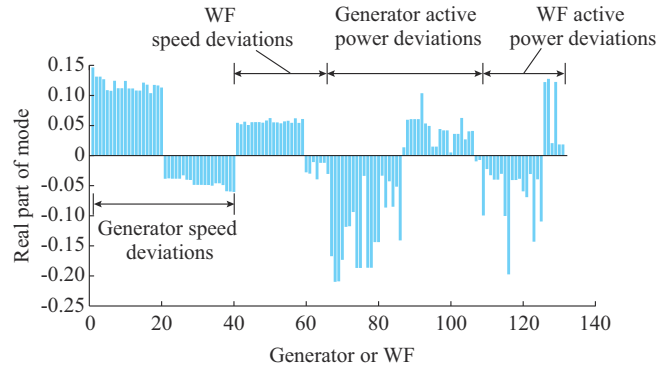 WF
speed deviations
Generator active
power deviations
WF active
power deviations
Real part of mode
0.15
0.10
0.05
0
-0.05
-0.10
-0.15
-0.20
-0.25
Generator speed
deviations
0
20
40
60
80
100
120
140
Generator or WF